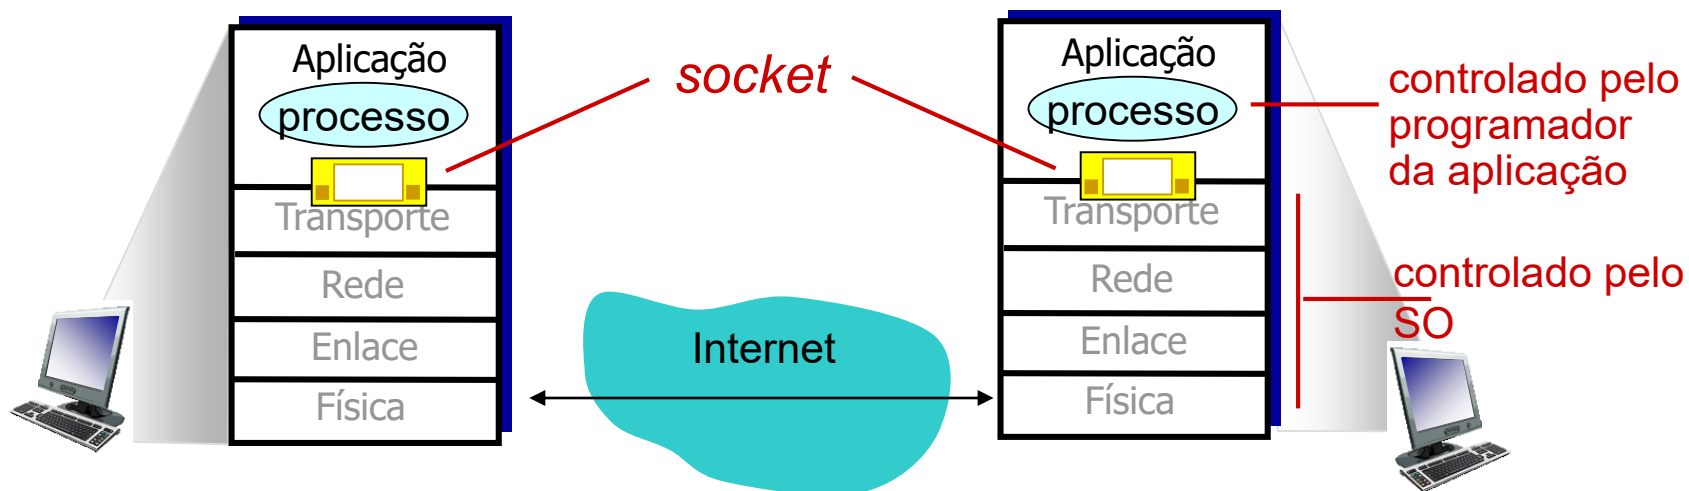 Aplicação
processo
Transporte
Rede
Enlace
Física
socket
Internet
Aplicação
processo
Transporte
Rede
Enlace
Física
controlado pelo
programador
da aplicação
controlado pelo
SO